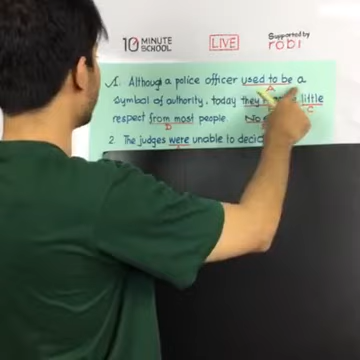 10 MINUTE SCHOOL
LIVE
Supported by
robi
✓1. Although a police officer used to be a
A
symbol of authority, today they little
C
respect from most people. No
D
2. The judges were unable to decid